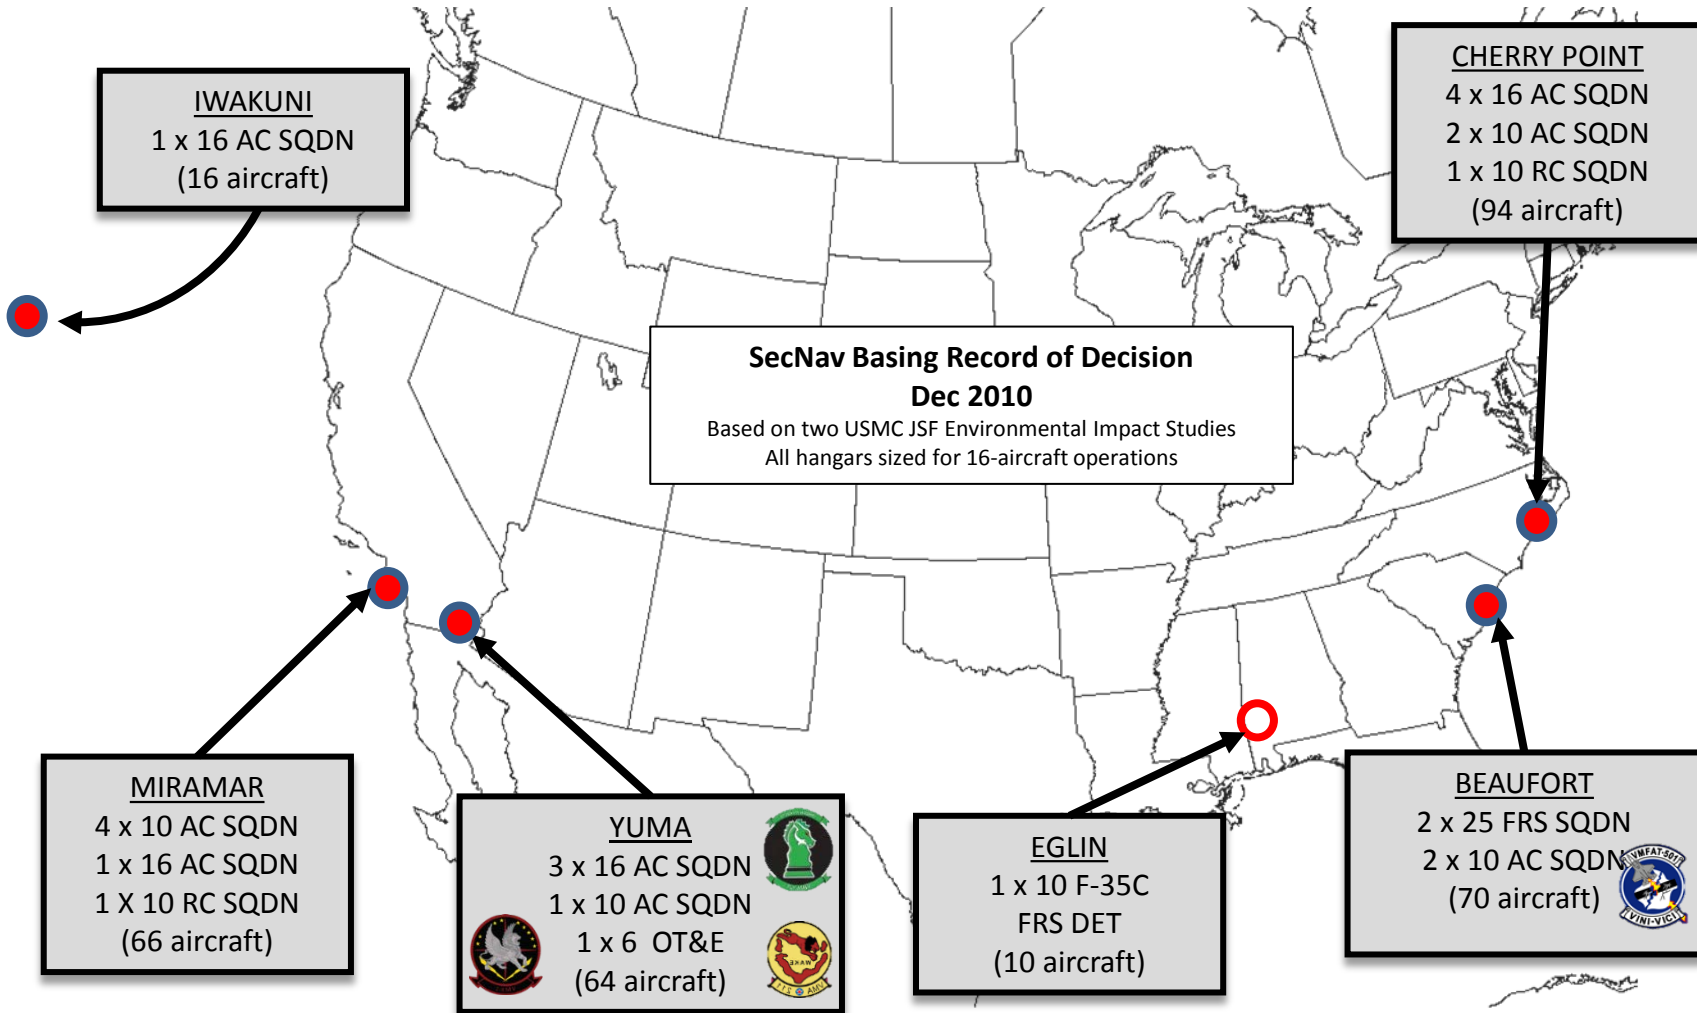 IWAKUNI
1 x 16 AC SQDN
(16 aircraft)
CHERRY POINT
4 x 16 AC SQDN
2 x 10 AC SQDN
1 x 10 RC SQDN
(94 aircraft)
SecNav Basing Record of Decision
Dec 2010
Based on two USMC JSF Environmental Impact Studies
All hangars sized for 16-aircraft operations
MIRAMAR
4 x 10 AC SQDN
1 x 16 AC SQDN
1 X 10 RC SQDN
(66 aircraft)
YUMA
3 x 16 AC SQDN
1 x 10 AC SQDN
1 x 6 OT&E
(64 aircraft)
WAKE
VMA 211
EGLIN
1 x 10 F-35C
FRS DET
(10 aircraft)
BEAUFORT
2 x 25 FRS SQDN
2 x 10 AC SQDN
(70 aircraft)
VMFAT-501
VINI-VICI